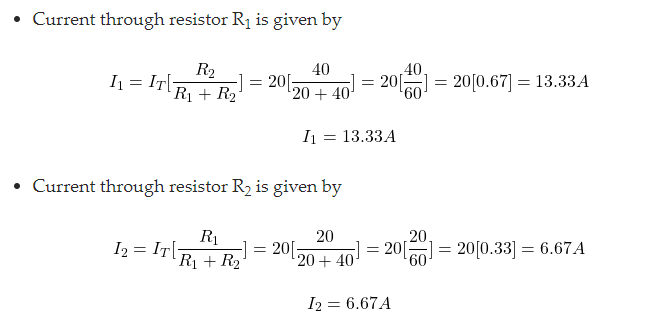 • Current through resistor R₁ is given by
I₁ = I_T[R₂/(R₁ + R₂)] = 20[40/(20 + 40)] = 20[40/60] = 20[0.67] = 13.33A
I₁ = 13.33A
• Current through resistor R₂ is given by
I₂ = I_T[R₁/(R₁ + R₂)] = 20[20/(20 + 40)] = 20[20/60] = 20[0.33] = 6.67A
I₂ = 6.67A